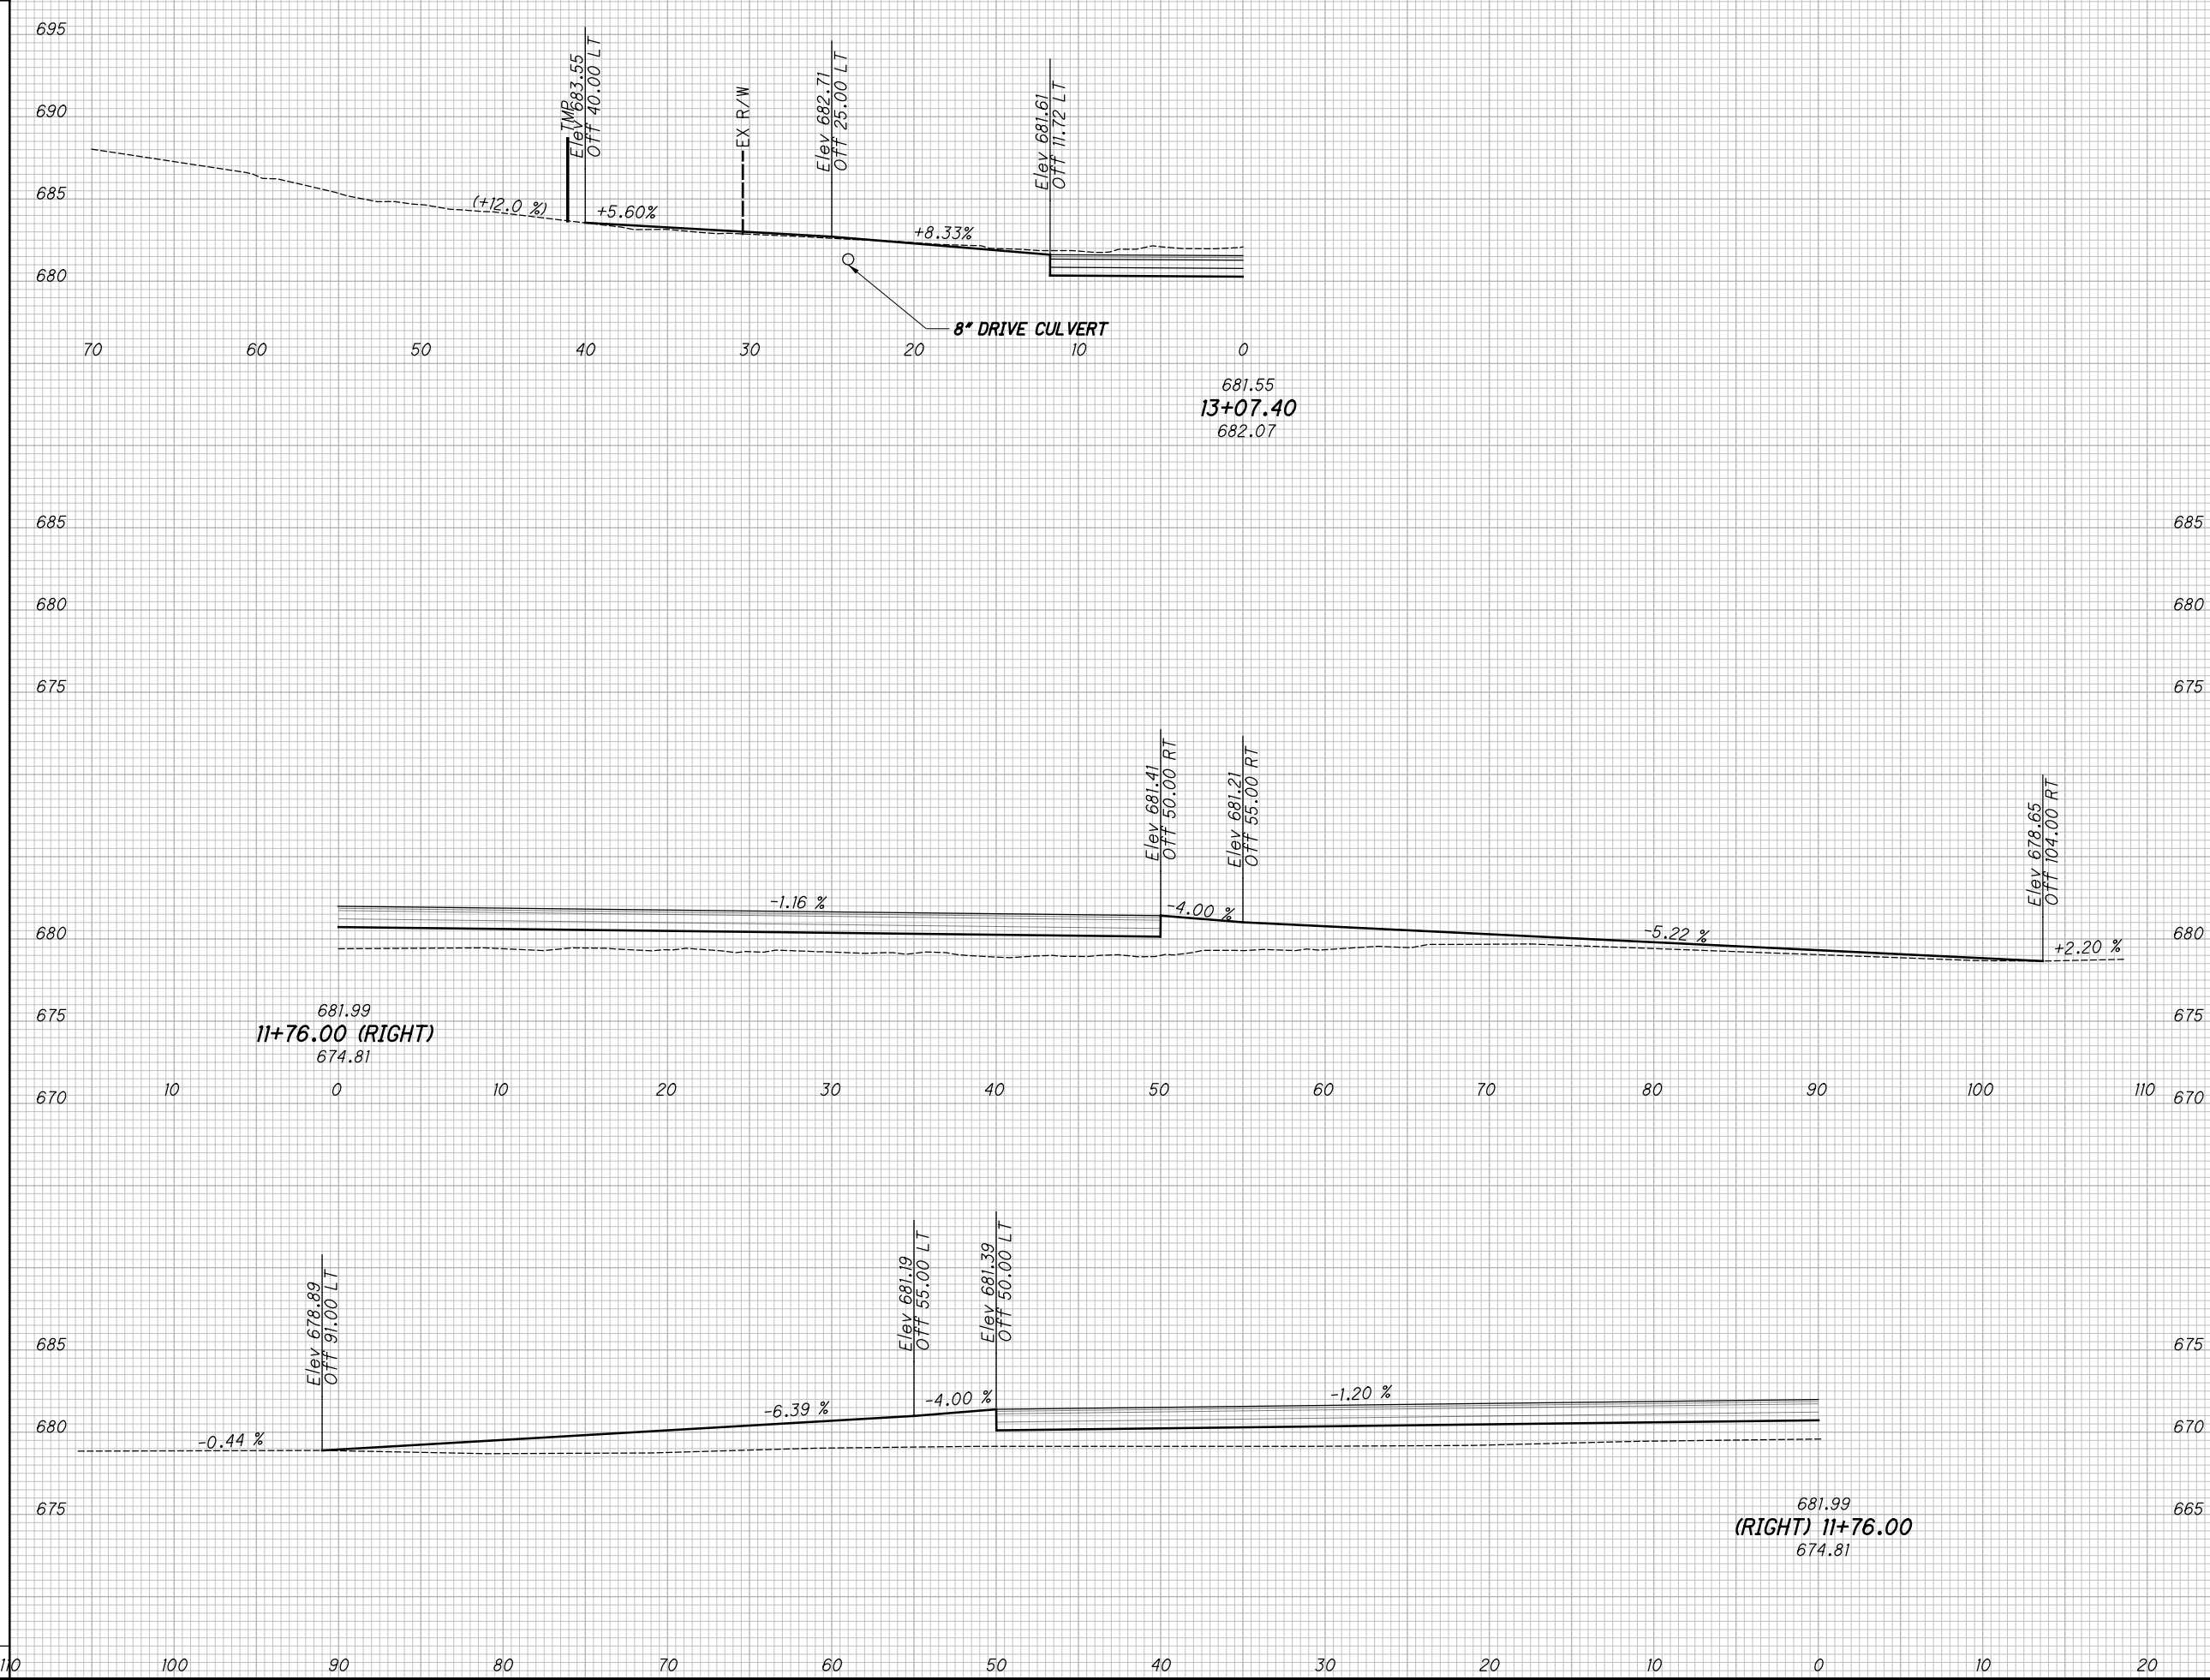 695
690
685
680
TMP
Elev 683.55
Off 40.00 LT
EX R/W
Elev 682.71
Off 25.00 LT
Elev 681.61
Off 11.72 LT
(+12.0 %)
+5.60%
+8.33%
8" DRIVE CULVERT
70 60 50 40 30 20 10 0
681.55
13+07.40
682.07
685 685
680 680
675 675
Elev 681.41
Off 50.00 RT
Elev 681.21
Off 55.00 RT
Elev 678.65
Off 104.00 RT
-1.16 %
-4.00 %
-5.22 %
+2.20 %
680 680
681.99
11+76.00 (RIGHT)
674.81
675 675
10 0 10 20 30 40 50 60 70 80 90 100 110
670 670
Elev 678.89
Off 91.00 LT
Elev 681.19
Off 55.00 LT
Elev 681.39
Off 50.00 LT
685 675
-0.44 %
-6.39 %
-4.00 %
-1.20 %
680 670
675 665
681.99
(RIGHT) 11+76.00
674.81
110 100 90 80 70 60 50 40 30 20 10 0 10 20